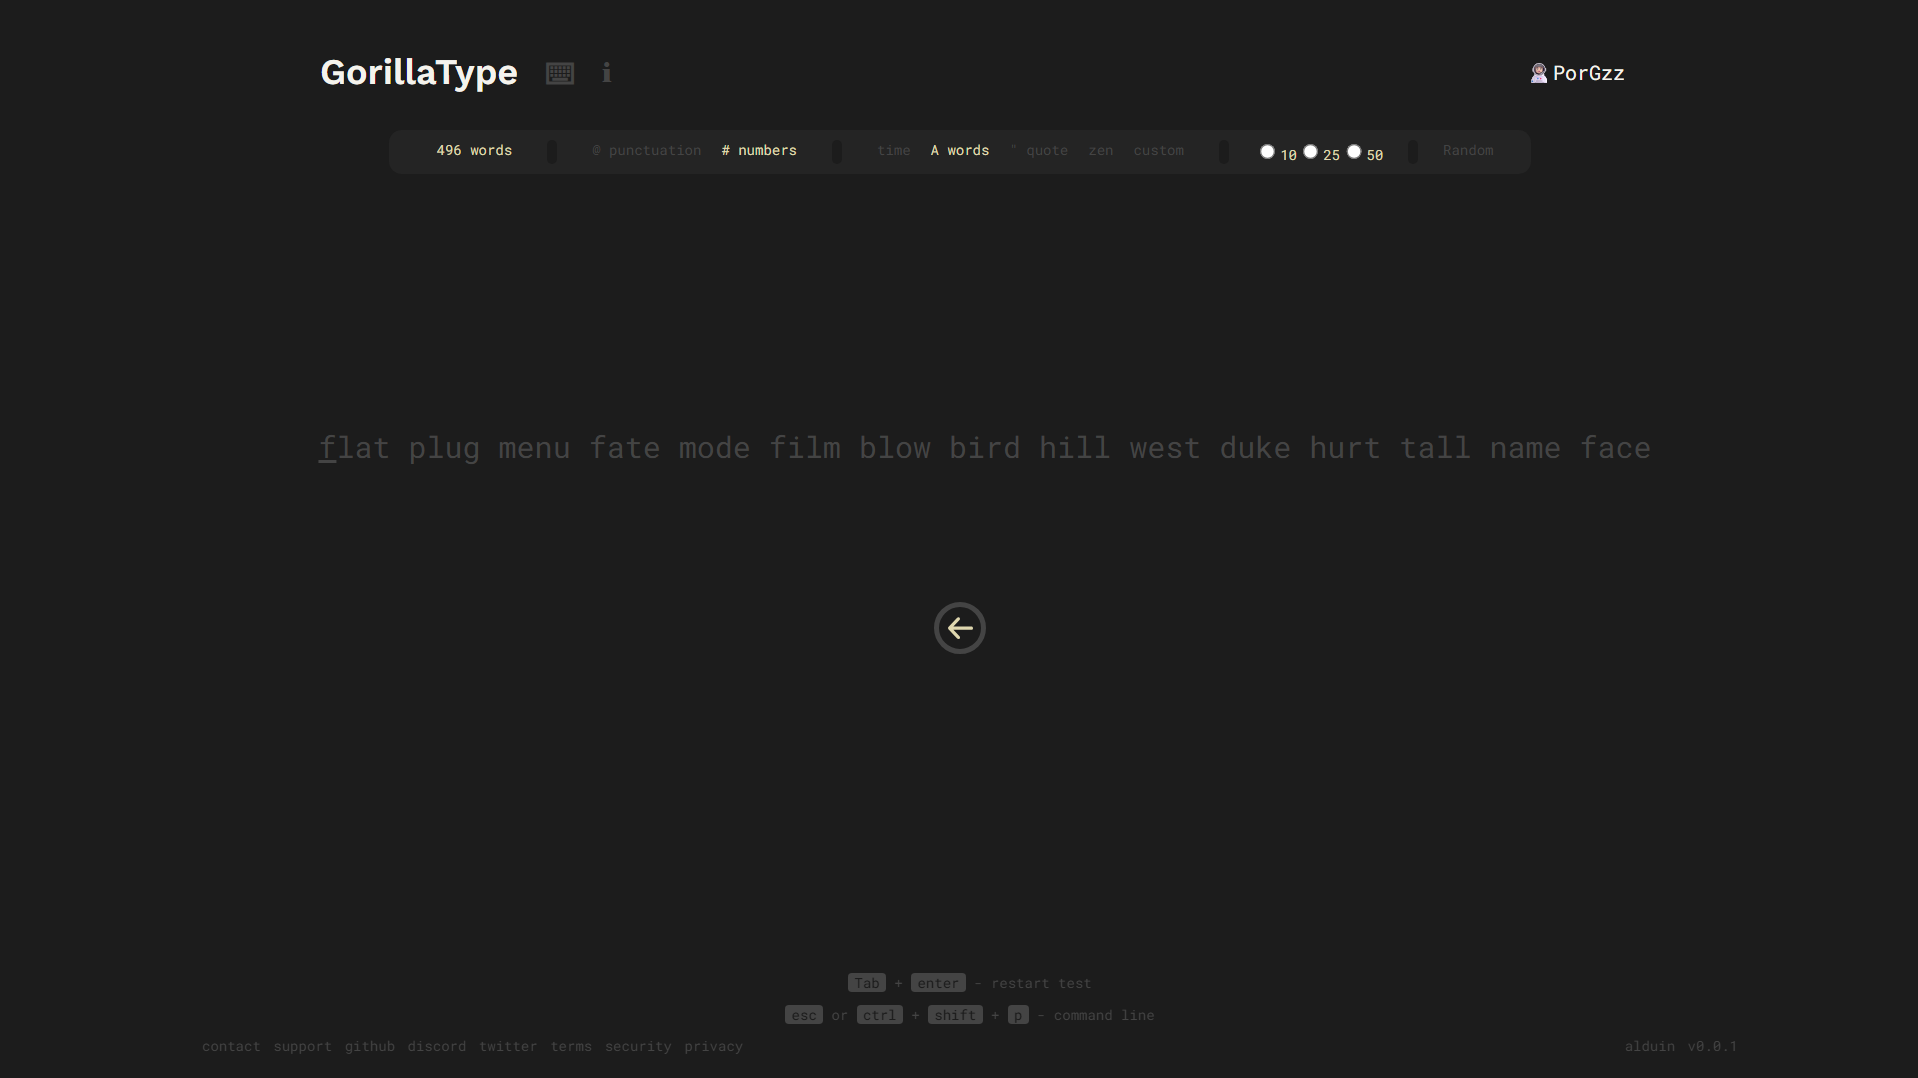 GorillaType
PorGzz
496 words @ punctuation # numbers time A words " quote zen custom 10 25 50 Random
flat plug menu fate mode film blow bird hill west duke hurt tall name face
Tab + enter - restart test
esc or ctrl + shift + p - command line
contact support github discord twitter terms security privacy alduin v0.0.1